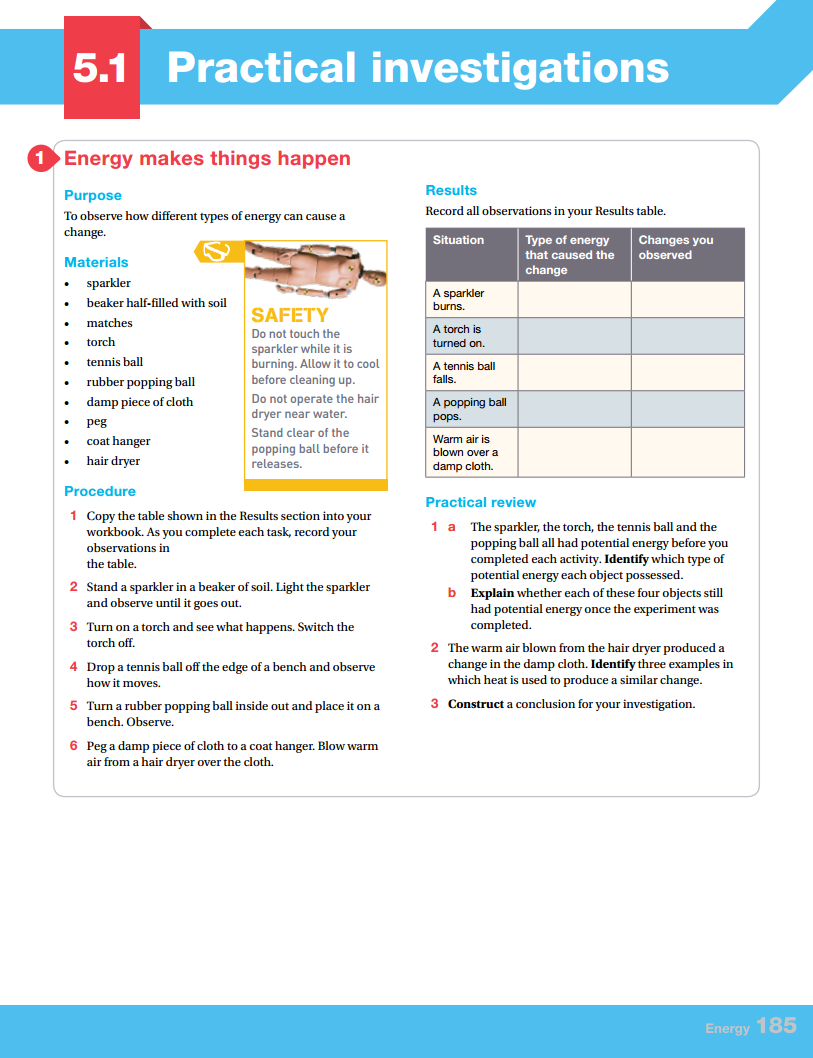 5.1 Practical investigations
1 Energy makes things happen
Purpose
To observe how different types of energy can cause a
change.
Materials
• sparkler
• beaker half-filled with soil
• matches
• torch
• tennis ball
• rubber popping ball
• damp piece of cloth
• peg
• coat hanger
• hair dryer
SAFETY
Do not touch the
sparkler while it is
burning. Allow it to cool
before cleaning up.
Do not operate the hair
dryer near water.
Stand clear of the
popping ball before it
releases.
Procedure
1 Copy the table shown in the Results section into your
workbook. As you complete each task, record your
observations in
the table.
2 Stand a sparkler in a beaker of soil. Light the sparkler
and observe until it goes out.
3 Turn on a torch and see what happens. Switch the
torch off.
4 Drop a tennis ball off the edge of a bench and observe
how it moves.
5 Turn a rubber popping ball inside out and place it on a
bench. Observe.
6 Peg a damp piece of cloth to a coat hanger. Blow warm
air from a hair dryer over the cloth.
Results
Record all observations in your Results table.
Situation
Type of energy
that caused the
change
Changes you
observed
A sparkler
burns.
A torch is
turned on.
A tennis ball
falls.
A popping ball
pops.
Warm air is
blown over a
damp cloth.
Practical review
1 a The sparkler, the torch, the tennis ball and the
popping ball all had potential energy before you
completed each activity. Identify which type of
potential energy each object possessed.
b Explain whether each of these four objects still
had potential energy once the experiment was
completed.
2 The warm air blown from the hair dryer produced a
change in the damp cloth. Identify three examples in
which heat is used to produce a similar change.
3 Construct a conclusion for your investigation.
Energy 185